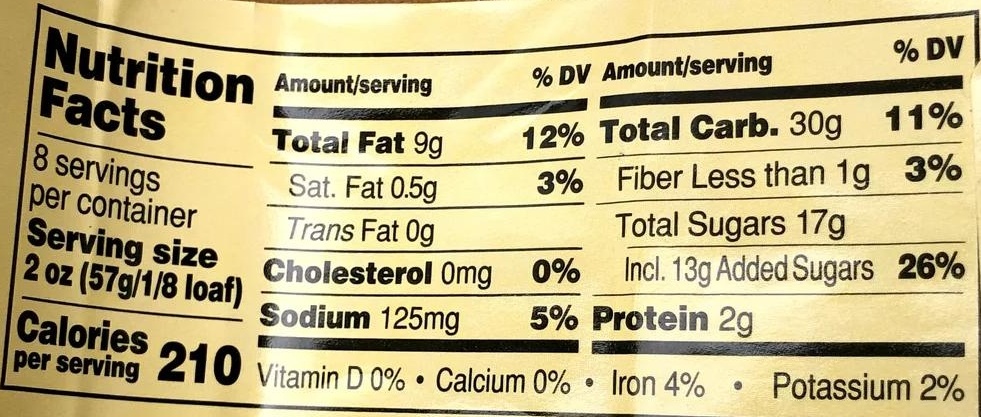 Nutrition
Facts
8 servings
per container
Serving size
2 oz (57g/1/8 loaf)
Calories
per serving 210
Amount/serving % DV
Total Fat 9g 12%
Sat. Fat 0.5g 3%
Trans Fat 0g
Cholesterol 0mg 0%
Sodium 125mg 5%
Amount/serving % DV
Total Carb. 30g 11%
Fiber Less than 1g 3%
Total Sugars 17g
Incl. 13g Added Sugars 26%
Protein 2g
Vitamin D 0% • Calcium 0% • Iron 4% • Potassium 2%